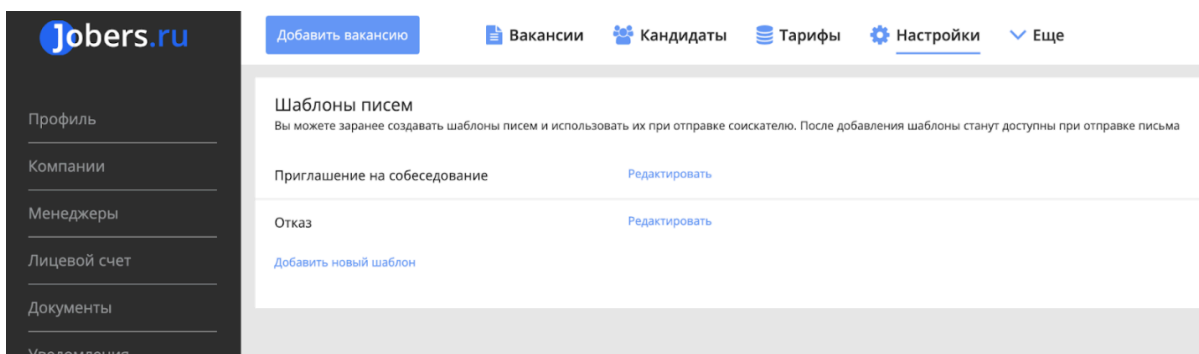 Jobers.ru
Добавить вакансию
Вакансии
Кандидаты
Тарифы
Настройки
Еще
Профиль
Компании
Менеджеры
Лицевой счет
Документы
Уведомления
Шаблоны писем
Вы можете заранее создавать шаблоны писем и использовать их при отправке соискателю. После добавления шаблоны станут доступны при отправке письма
Приглашение на собеседование
Редактировать
Отказ
Редактировать
Добавить новый шаблон